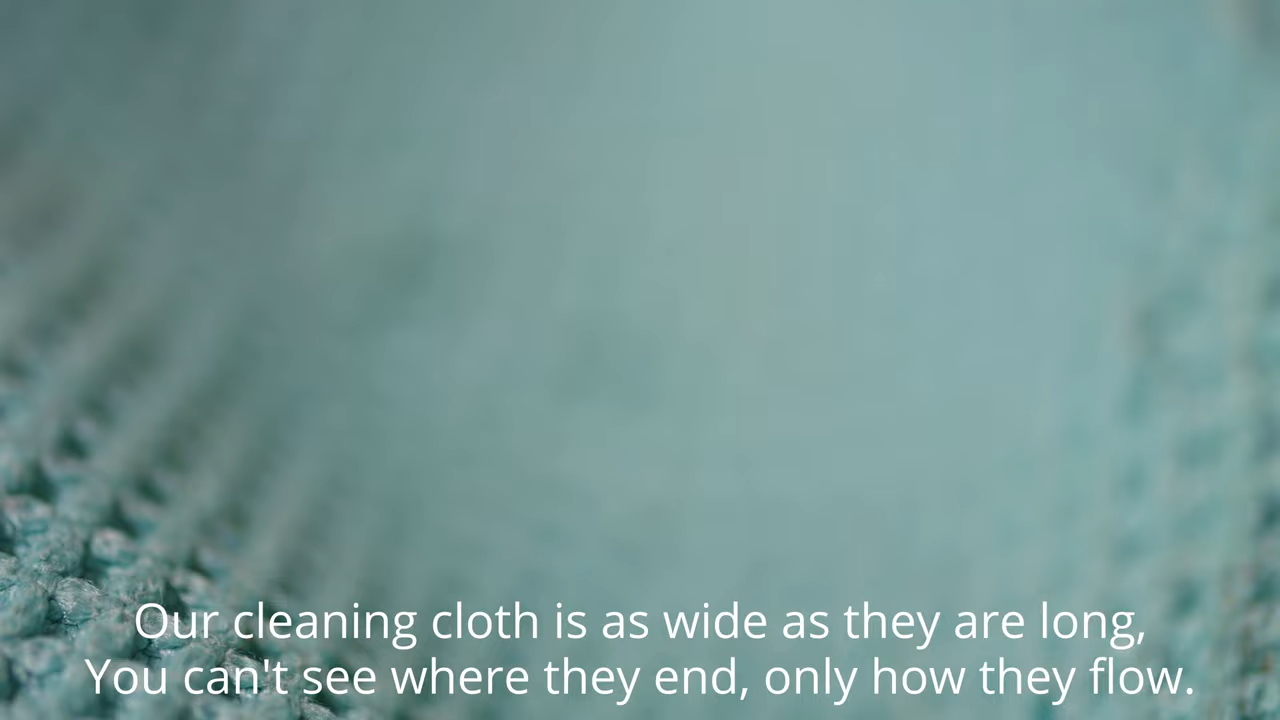 Our cleaning cloth is as wide as they are long,
You can't see where they end, only how they flow.